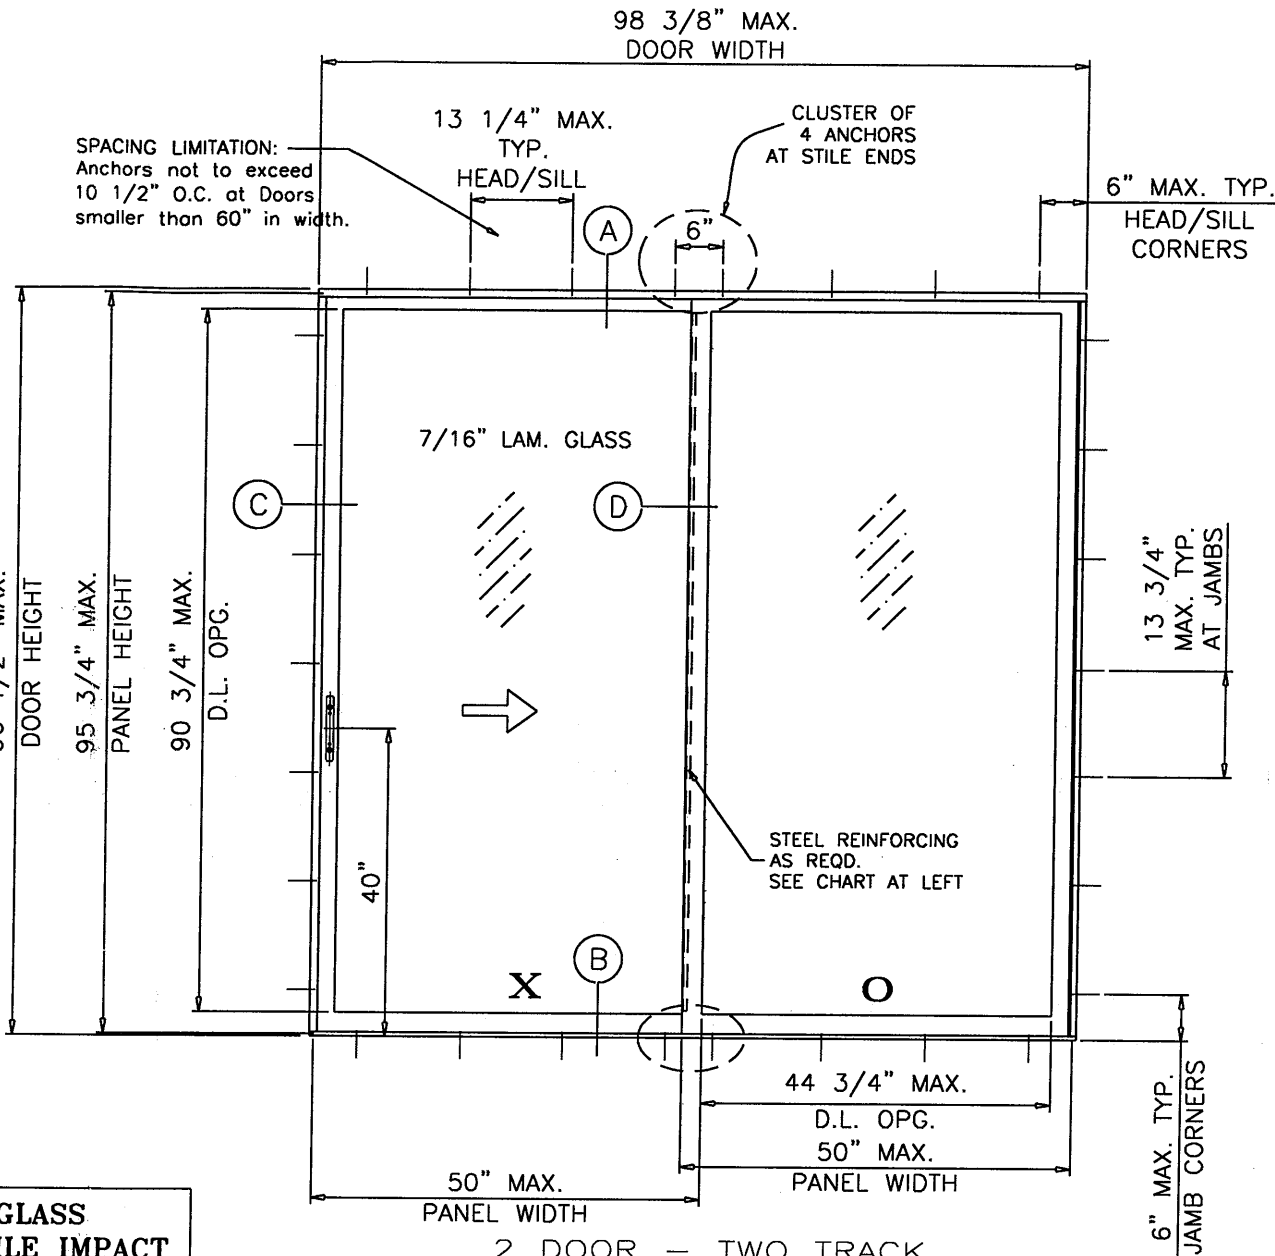 98 3/8" MAX.
DOOR WIDTH
13 1/4" MAX.
TYP.
HEAD/SILL
CLUSTER OF
4 ANCHORS
AT STILE ENDS
SPACING LIMITATION:
Anchors not to exceed
10 1/2" O.C. at Doors
smaller than 60" in width.
6" MAX. TYP.
HEAD/SILL
CORNERS
A
6"
7/16" LAM. GLASS
C
D
MAX.
DOOR HEIGHT
95 3/4" MAX.
PANEL HEIGHT
90 3/4" MAX.
D.L. OPG.
13 3/4"
MAX. TYP.
AT JAMBS
40"
STEEL REINFORCING
AS REQD.
SEE CHART AT LEFT
B
X
O
44 3/4" MAX.
D.L. OPG.
50" MAX.
PANEL WIDTH
50" MAX.
PANEL WIDTH
6" MAX. TYP.
JAMB CORNERS
GLASS
IMPACT
2 DOOR – TWO TRACK